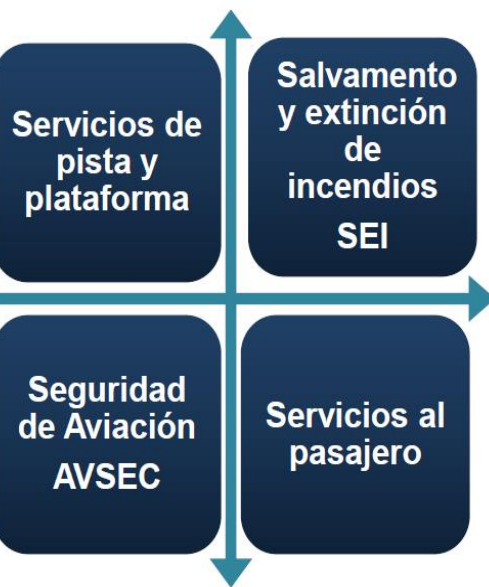 Servicios de
pista y
plataforma
Salvamento
y extinción
de
incendios
SEI
Seguridad
de Aviación
AVSEC
Servicios al
pasajero